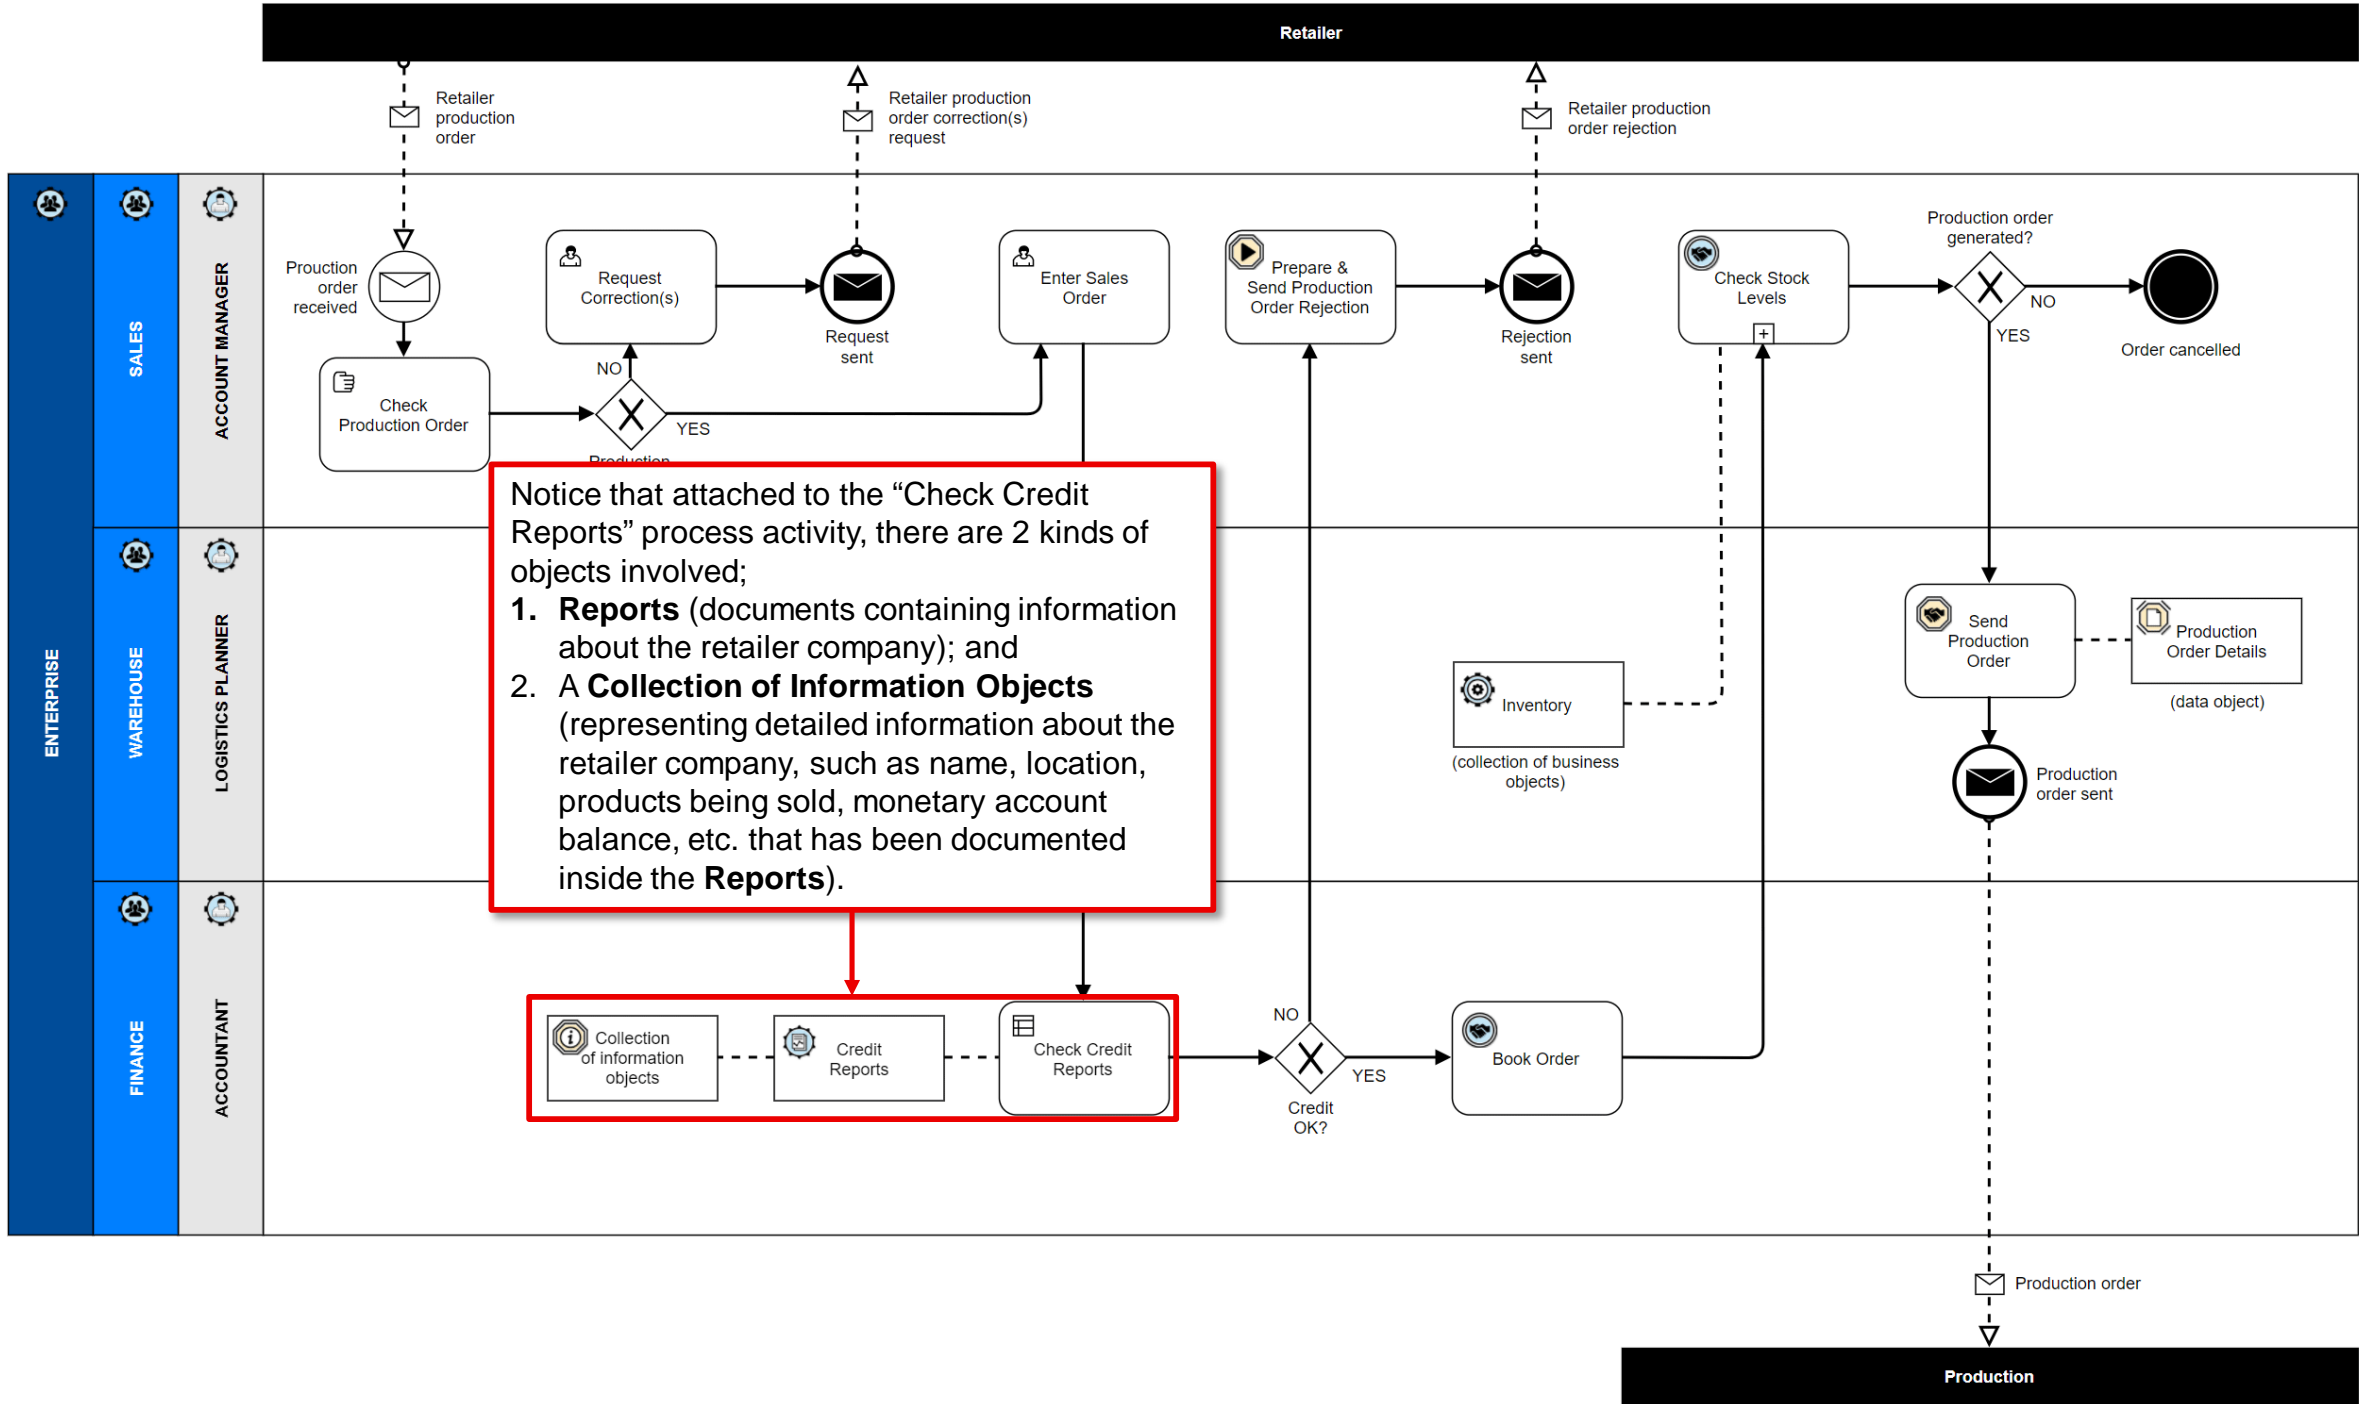 Retailer
Retailer
production
order
Retailer production
order correction(s)
request
Retailer production
order rejection
ENTERPRISE
SALES
ACCOUNT MANAGER
Prouction
order
received
Check
Production Order
Request
Correction(s)
NO
YES
Request
sent
Enter Sales
Order
Prepare &
Send Production
Order Rejection
Rejection
sent
Check Stock
Levels
Production order
generated?
NO
YES
Order cancelled
Production
Notice that attached to the “Check Credit
Reports” process activity, there are 2 kinds of
objects involved;
1. Reports (documents containing information
about the retailer company); and
2. A Collection of Information Objects
(representing detailed information about the
retailer company, such as name, location,
products being sold, monetary account
balance, etc. that has been documented
inside the Reports).
WAREHOUSE
LOGISTICS PLANNER
Inventory
(collection of business
objects)
Send
Production
Order
Production
Order Details
(data object)
Production
order sent
FINANCE
ACCOUNTANT
Collection
of information
objects
Credit
Reports
Check Credit
Reports
NO
YES
Credit
OK?
Book Order
Production order
Production